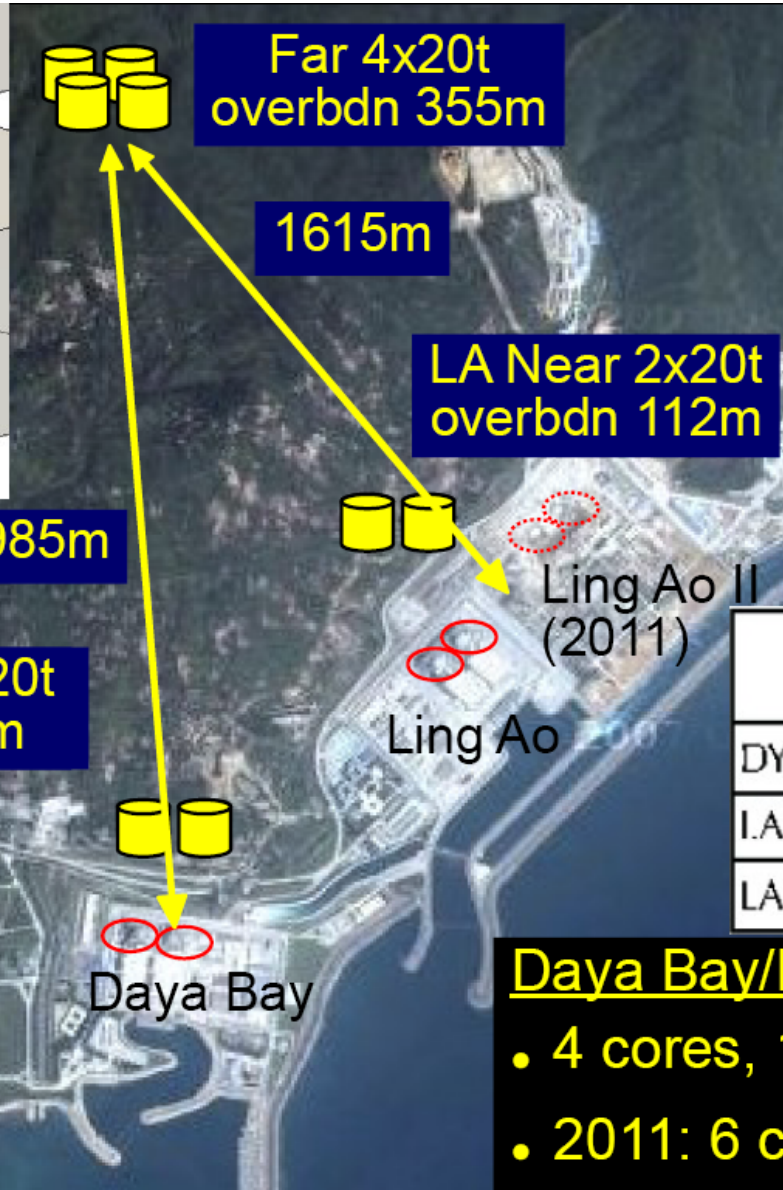 Far 4x20t
overbdn 355m
1615m
LA Near 2x20t
overbdn 112m
985m
Ling Ao II
(2011)
20t
m
Ling Ao
DY
LA
LA
Daya Bay
Daya Bay/
• 4 cores,
• 2011: 6 c